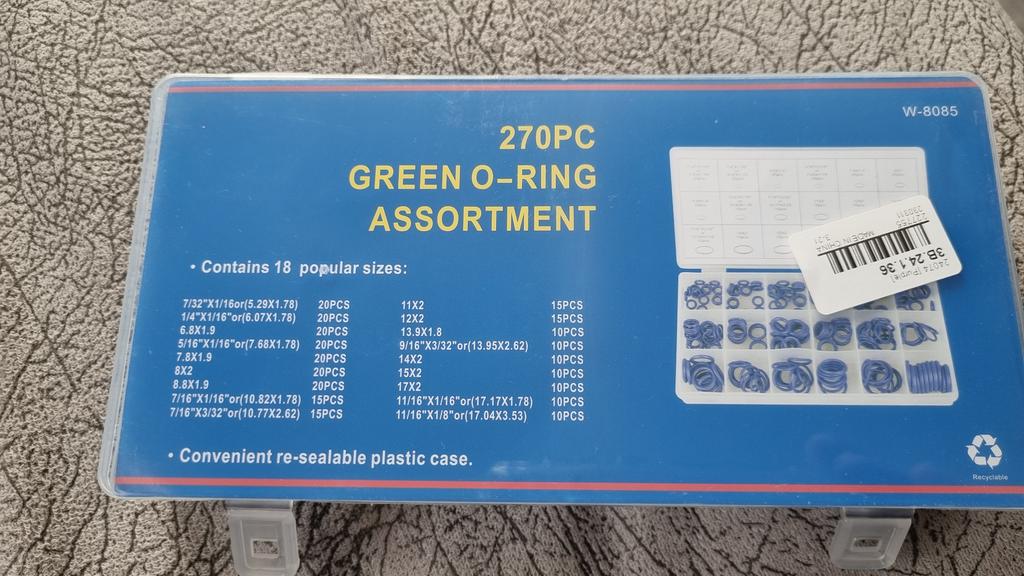 W-8085
270PC
GREEN O-RING
ASSORTMENT
• Contains 18 popular sizes:
7/32"X1/16or(5.29X1.78) 20PCS
1/4"X1/16"or(6.07X1.78) 20PCS
6.8X1.9 20PCS
5/16"X1/16"or(7.68X1.78) 20PCS
7.8X1.9 20PCS
8X2 20PCS
8.8X1.9 20PCS
7/16"X1/16"or(10.82X1.78) 15PCS
7/16"X3/32"or(10.77X2.62) 15PCS
11X2 15PCS
12X2 15PCS
13.9X1.8 10PCS
9/16"X3/32"or(13.95X2.62) 10PCS
14X2 10PCS
15X2 10PCS
17X2 10PCS
11/16"X1/16"or(17.17X1.78) 10PCS
11/16"X1/8"or(17.04X3.53) 10PCS
• Convenient re-sealable plastic case.
24074 [Purple]
3B.24.1.36
MADE IN CHINA
3/21
Recyclable